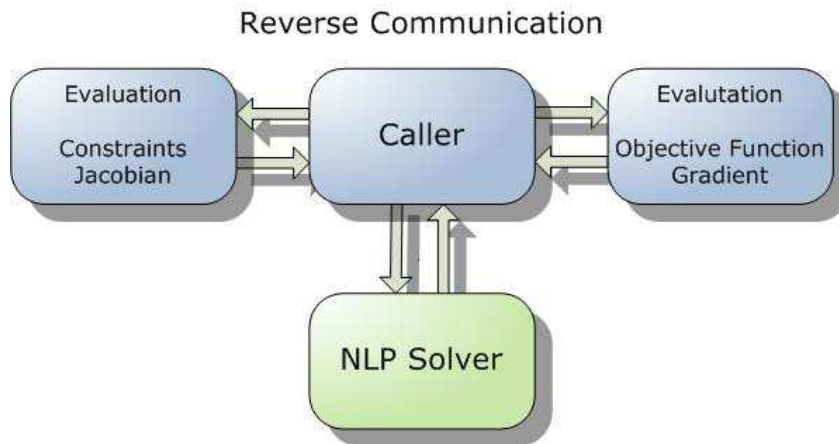 Reverse Communication
Evaluation
Constraints
Jacobian
Caller
Evalutation
Objective Function
Gradient
NLP Solver